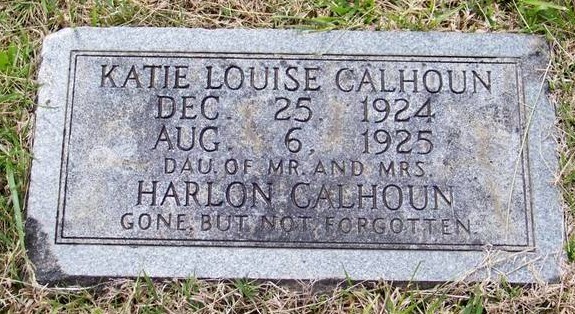 KATIE LOUISE CALHOUN
DEC. 25. 1924
AUG. 6, 1925
DAU. OF MR. AND MRS.
HARLON CALHOUN
GONE, BUT NOT FORGOTTEN.